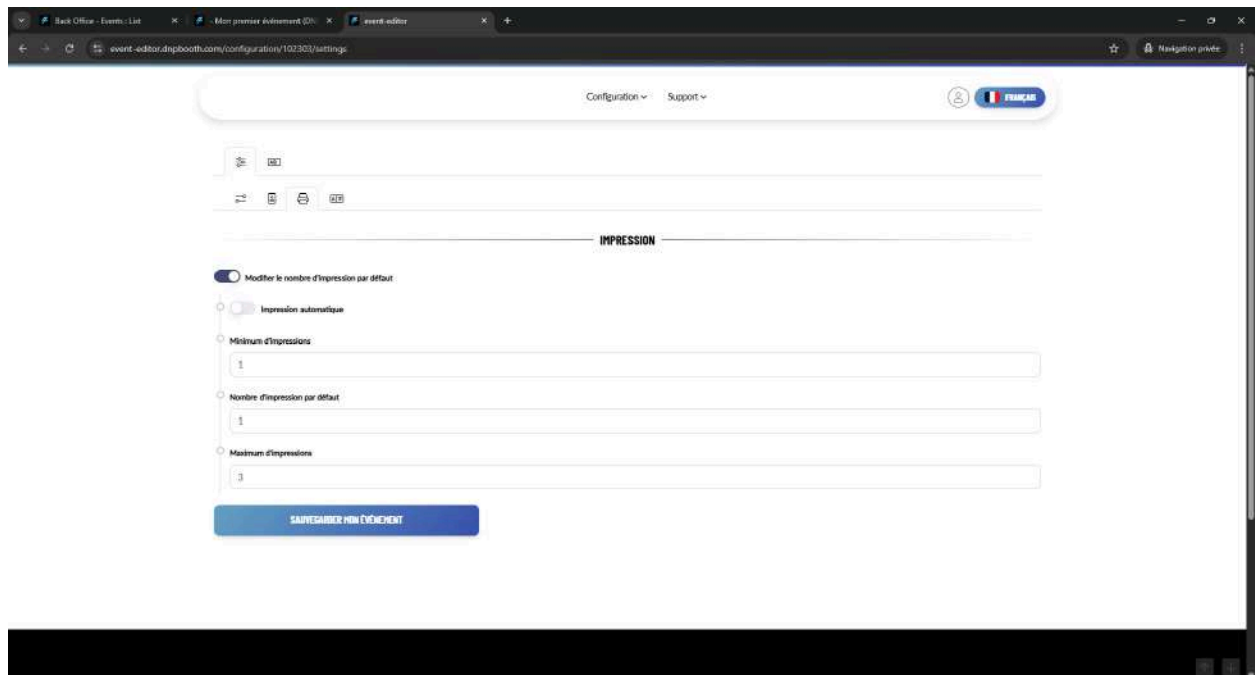 Back Office - Events : List
- Mon premier événement (DN
event-editor
event-editor.dnpbooth.com/configuration/102303/settings
Navigation privée
Configuration
Support
FRANÇAIS
IMPRESSION
Modifier le nombre d'impression par défaut
Impression automatique
Minimum d'impressions
1
Nombre d'impression par défaut
1
Maximum d'impressions
3
SAUVEGARDER MON ÉVÉNEMENT